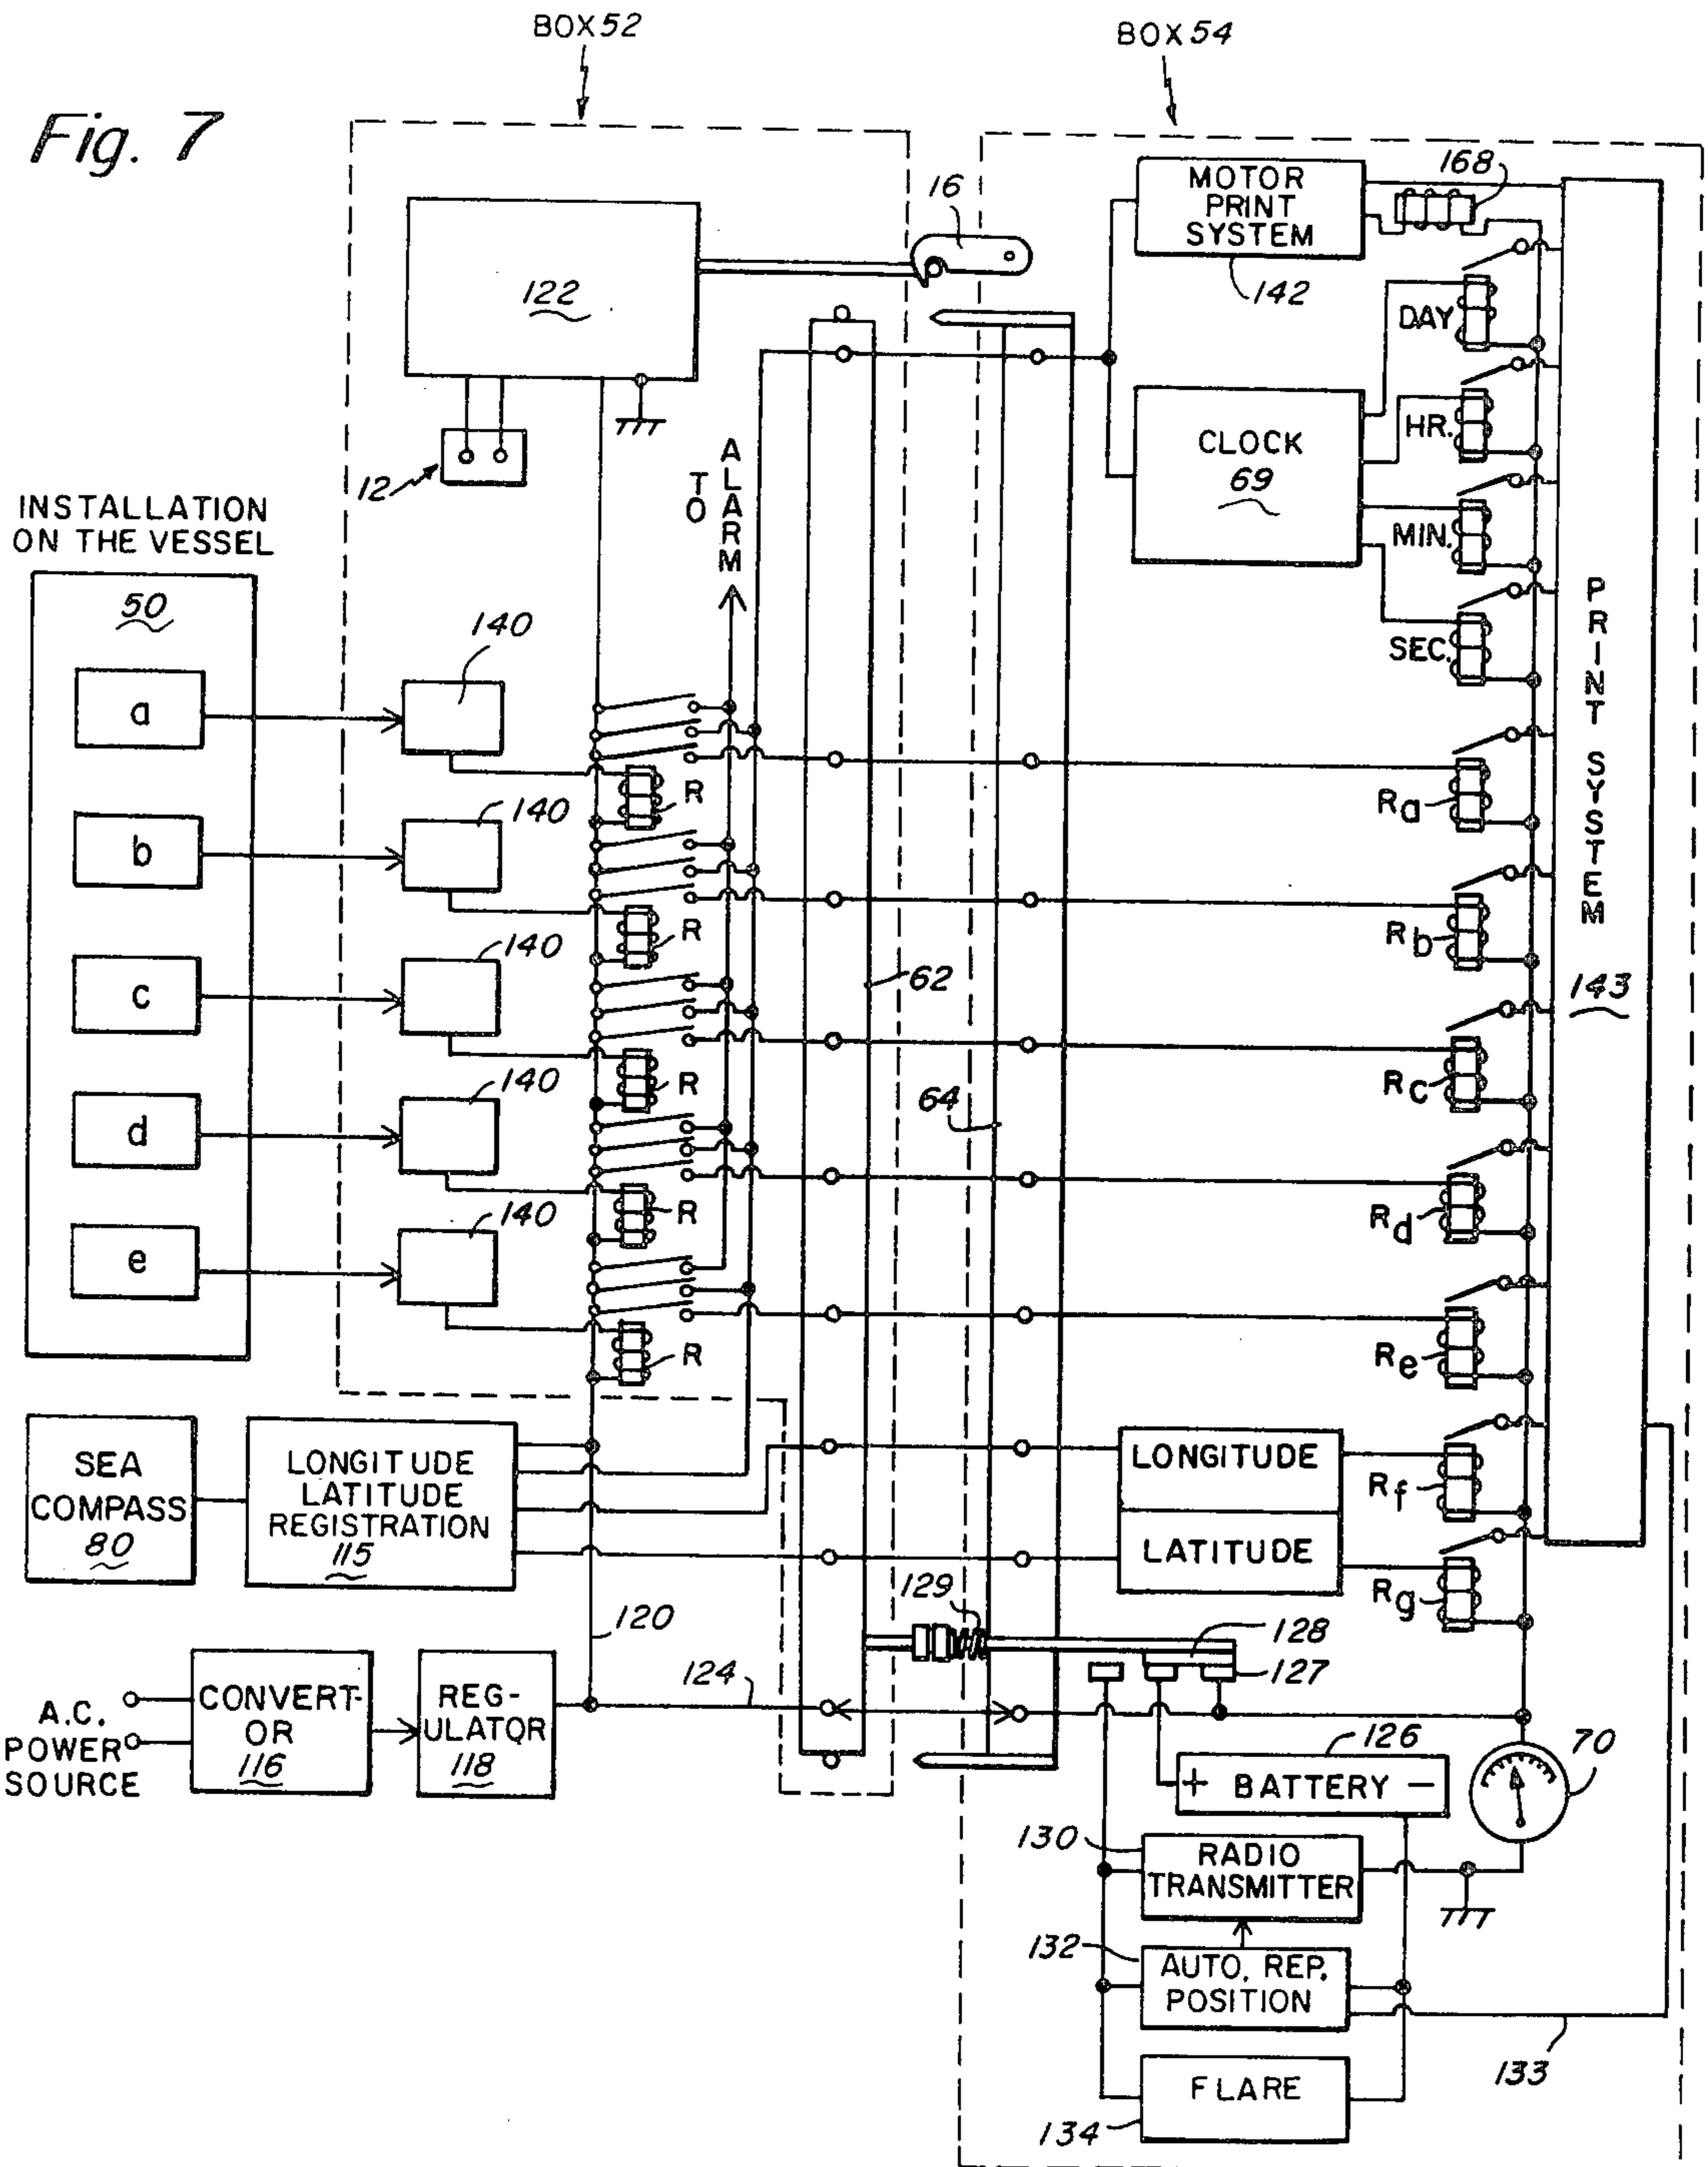 BOX 52
BOX 54
Fig. 7
16
168
MOTOR
PRINT
SYSTEM
142
122
DAY
HR.
MIN.
SEC.
CLOCK
69
12
TO
ALARM
INSTALLATION
ON THE VESSEL
50
a
b
c
d
e
140
140
140
140
140
R
R
R
R
R
62
64
Ra
Rb
Rc
Rd
Re
Rf
Rg
PRINT SYSTEM
143
SEA
COMPASS
80
LONGITUDE
LATITUDE
REGISTRATION
115
LONGITUDE
LATITUDE
129
128
127
120
124
A.C.
POWER
SOURCE
CONVERT-
OR
116
REG-
ULATOR
118
126
+ BATTERY -
70
130
RADIO
TRANSMITTER
132
AUTO. REP.
POSITION
133
FLARE
134